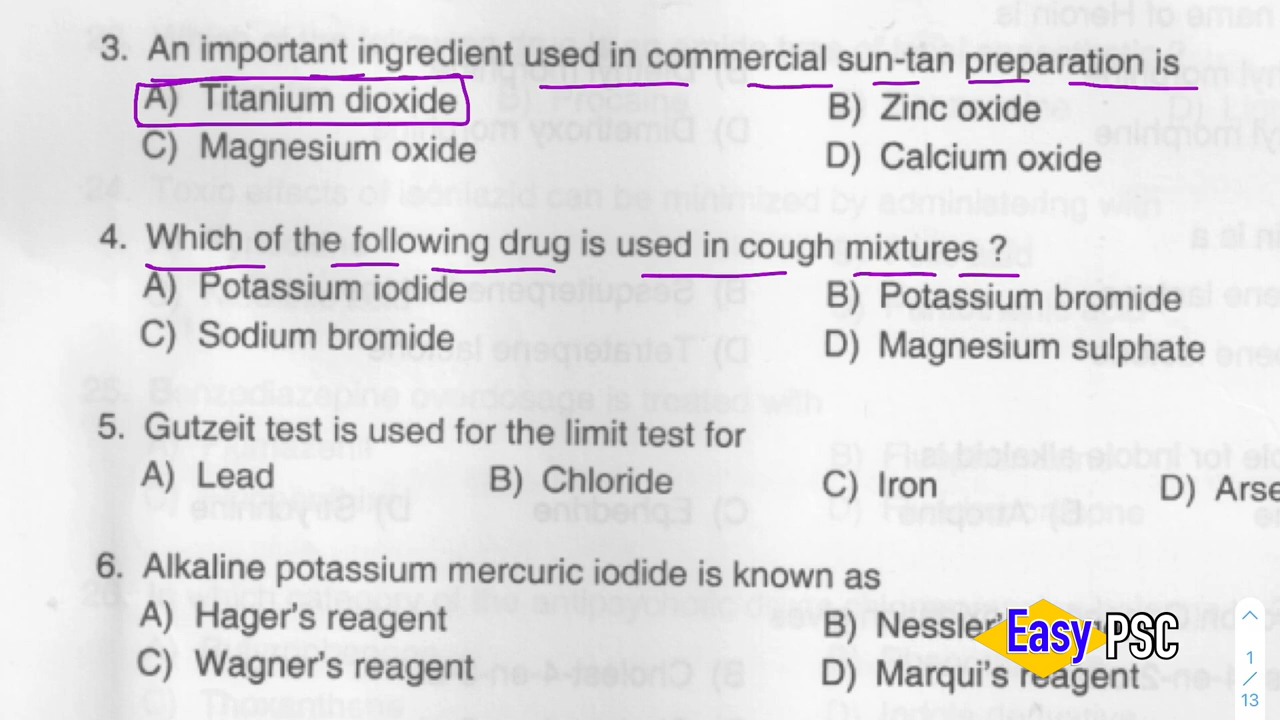 3. An important ingredient used in commercial sun-tan preparation is
A) Titanium dioxide B) Zinc oxide
C) Magnesium oxide D) Calcium oxide
4. Which of the following drug is used in cough mixtures ?
A) Potassium iodide B) Potassium bromide
C) Sodium bromide D) Magnesium sulphate
5. Gutzeit test is used for the limit test for
A) Lead B) Chloride C) Iron D) Arse
6. Alkaline potassium mercuric iodide is known as
A) Hager's reagent B) Nessler's
C) Wagner's reagent D) Marqui's reagent
Easy PSC
1
/
13